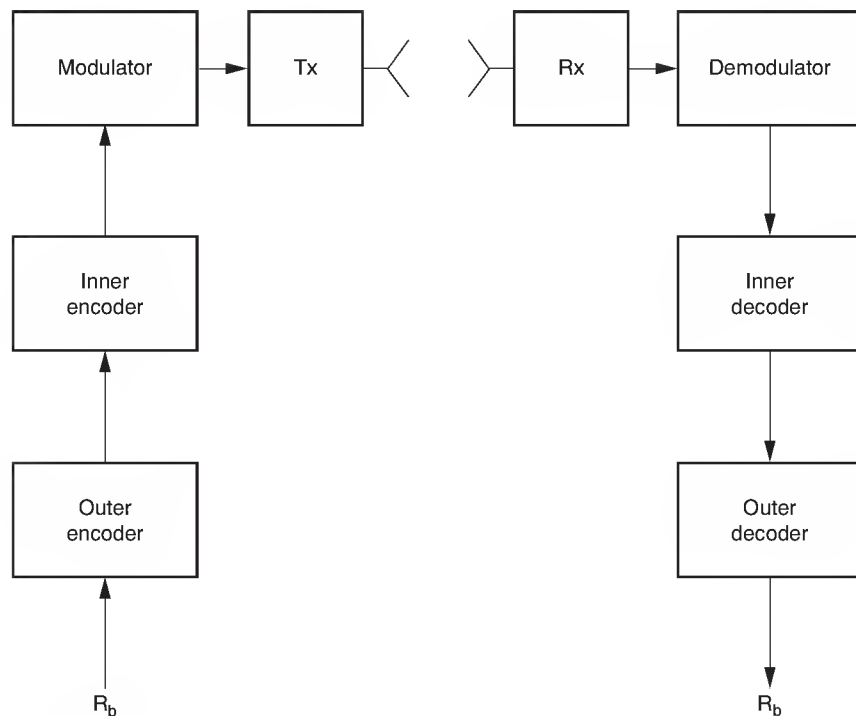 Modulator
Tx
Rx
Demodulator
Inner
encoder
Inner
decoder
Outer
encoder
Outer
decoder
R_b
R_b